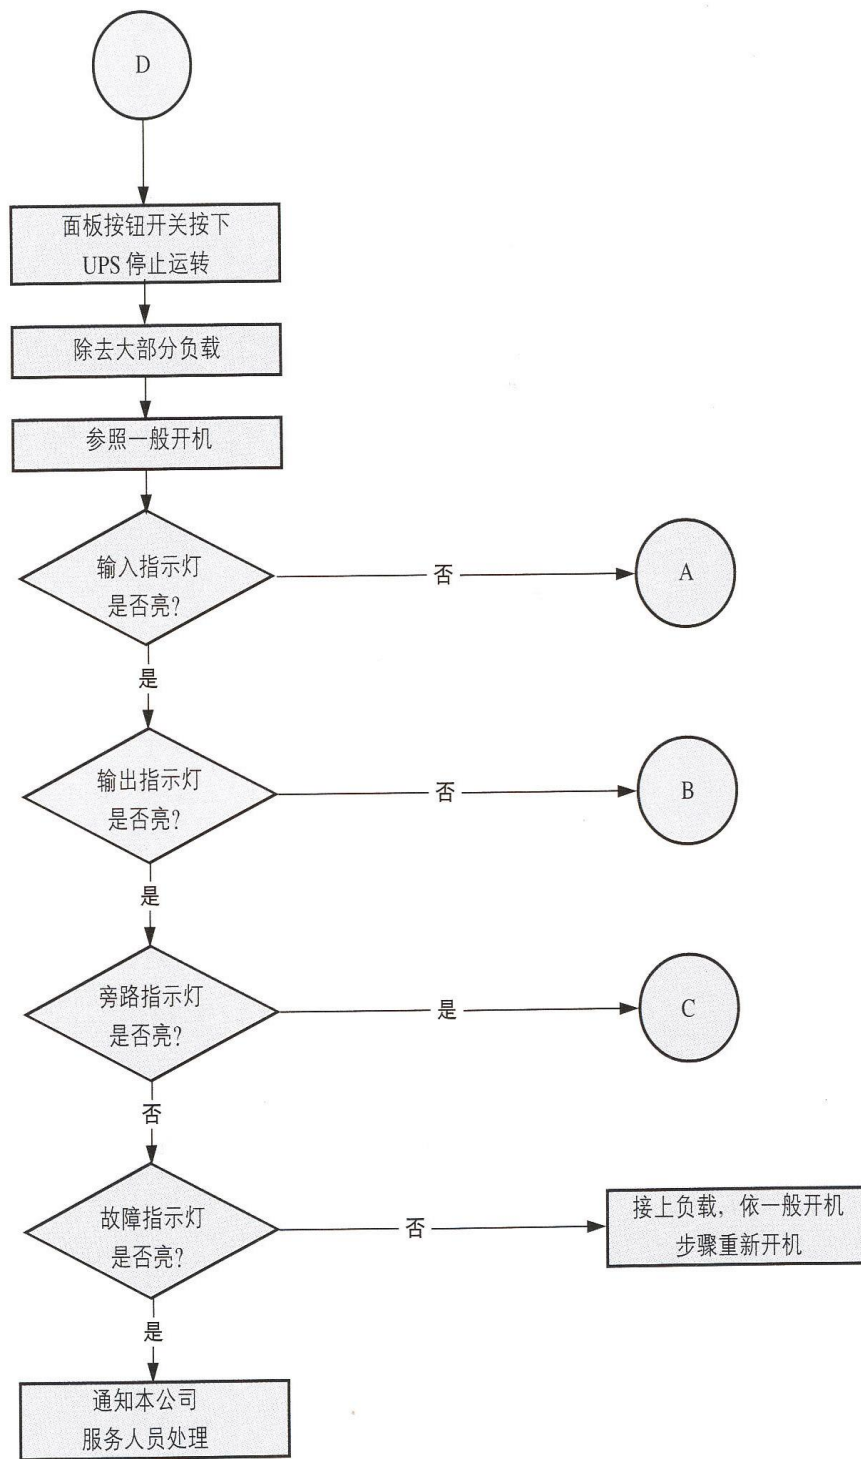 D
面板按钮开关按下
UPS 停止运转
除去大部分负载
参照一般开机
输入指示灯
是否亮?
否
A
是
输出指示灯
是否亮?
否
B
是
旁路指示灯
是否亮?
是
C
否
故障指示灯
是否亮?
否
接上负载，依一般开机
步骤重新开机
是
通知本公司
服务人员处理